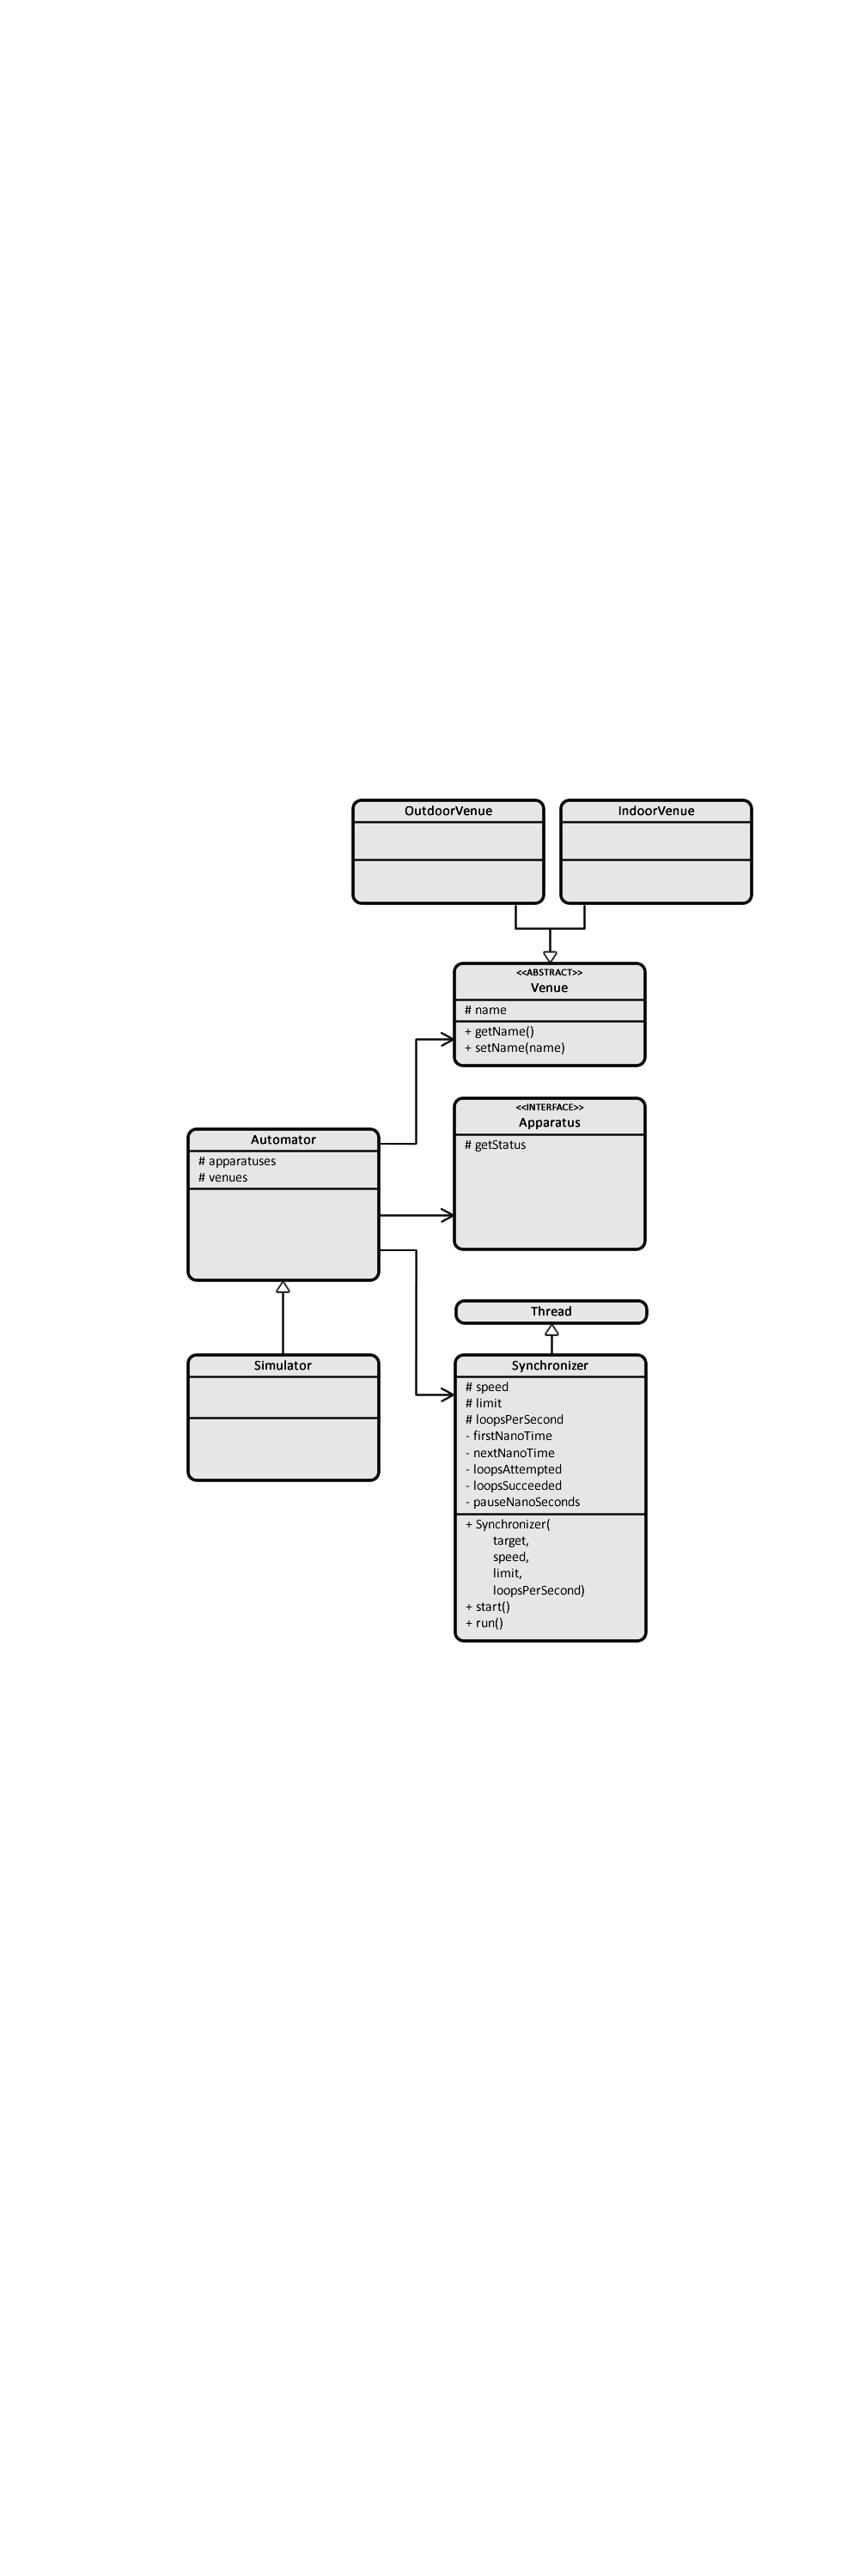 OutdoorVenue
IndoorVenue
<<ABSTRACT>>
Venue
# name
+ getName()
+ setName(name)
<<INTERFACE>>
Apparatus
# getStatus
Automator
# apparatuses
# venues
Thread
Simulator
Synchronizer
# speed
# limit
# loopsPerSecond
- firstNanoTime
- nextNanoTime
- loopsAttempted
- loopsSucceeded
- pauseNanoSeconds
+ Synchronizer(
target,
speed,
limit,
loopsPerSecond)
+ start()
+ run()